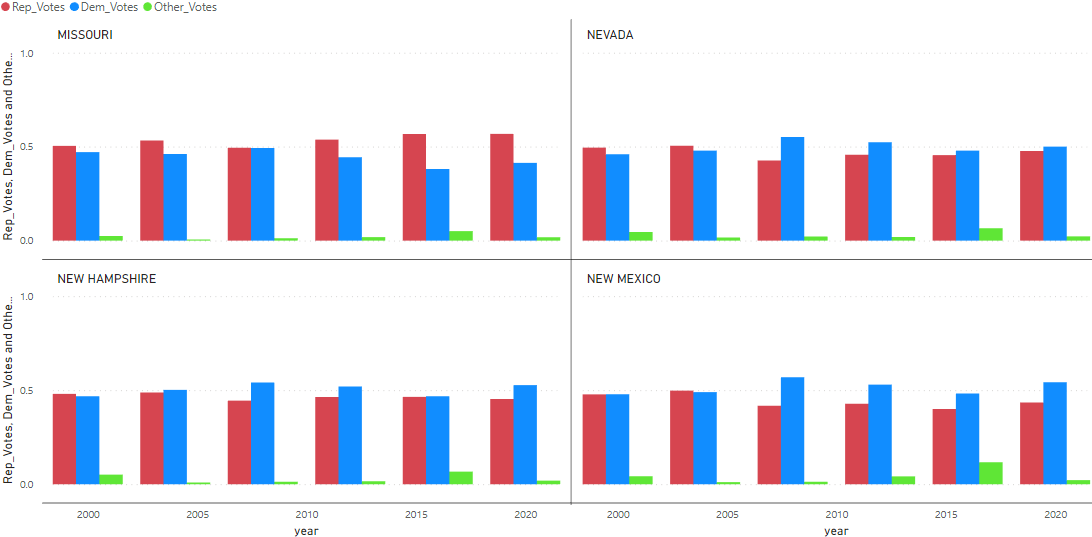 Rep_Votes Dem_Votes Other_Votes
MISSOURI
NEVADA
Rep_Votes, Dem_Votes and Othe...
1.0
0.5
0.0
NEW HAMPSHIRE
NEW MEXICO
Rep_Votes, Dem_Votes and Othe...
1.0
0.5
0.0
2000 2005 2010 2015 2020
2000 2005 2010 2015 2020
year
year